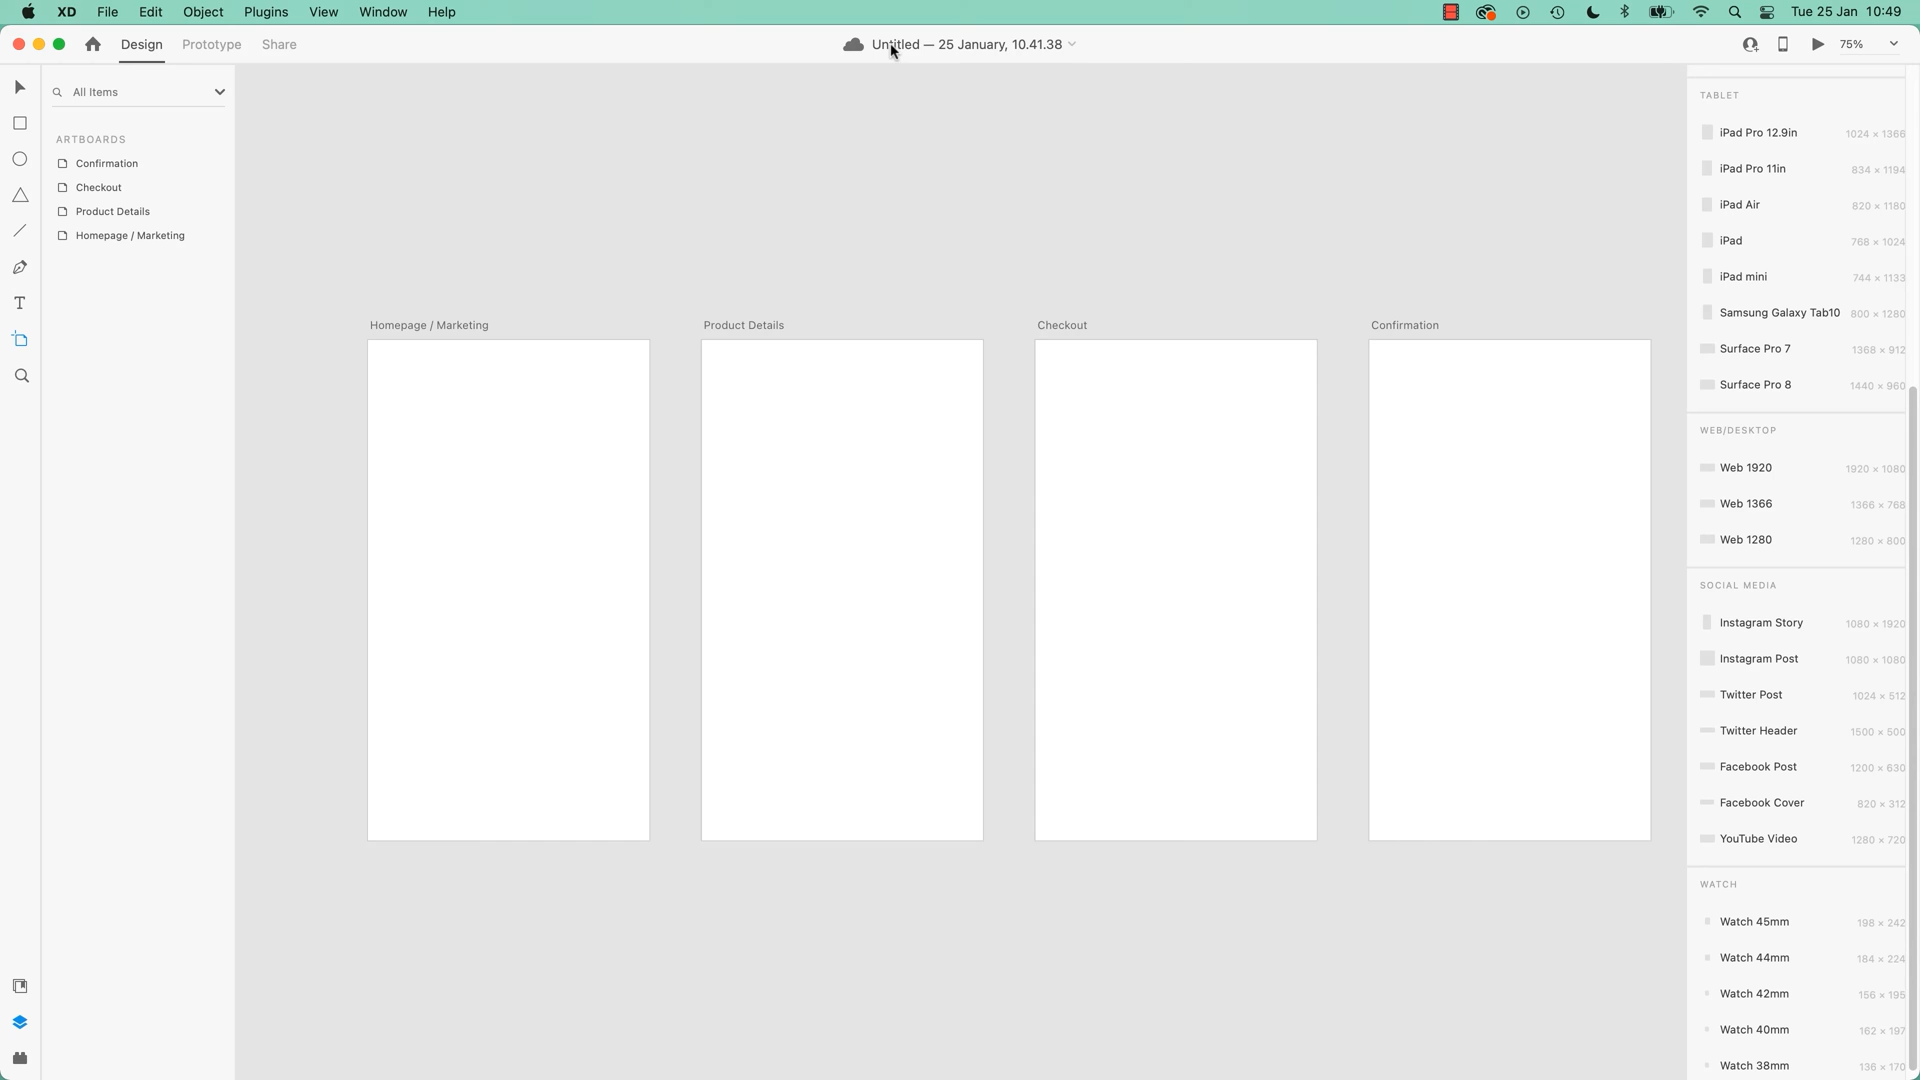 XD File Edit Object Plugins View Window Help Tue 25 Jan 10:49
Design Prototype Share Untitled — 25 January, 10.41.38 75%
All Items
ARTBOARDS
Confirmation
Checkout
Product Details
Homepage / Marketing
Homepage / Marketing Product Details Checkout Confirmation
TABLET
iPad Pro 12.9in 1024 × 1366
iPad Pro 11in 834 × 1194
iPad Air 820 × 1180
iPad 768 × 1024
iPad mini 744 × 1133
Samsung Galaxy Tab10 800 × 1280
Surface Pro 7 1368 × 912
Surface Pro 8 1440 × 960
WEB/DESKTOP
Web 1920 1920 × 1080
Web 1366 1366 × 768
Web 1280 1280 × 800
SOCIAL MEDIA
Instagram Story 1080 × 1920
Instagram Post 1080 × 1080
Twitter Post 1024 × 512
Twitter Header 1500 × 500
Facebook Post 1200 × 630
Facebook Cover 820 × 312
YouTube Video 1280 × 720
WATCH
Watch 45mm 198 × 242
Watch 44mm 184 × 224
Watch 42mm 156 × 195
Watch 40mm 162 × 197
Watch 38mm 136 × 170